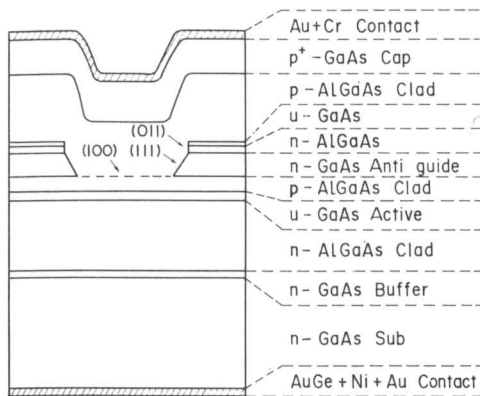 Au+Cr Contact
p+-GaAs Cap
p-AlGaAs Clad
u-GaAs
(011)
n-AlGaAs
(100) (111)
n-GaAs Anti guide
p-AlGaAs Clad
u-GaAs Active
n-AlGaAs Clad
n-GaAs Buffer
n-GaAs Sub
AuGe+Ni+Au Contact